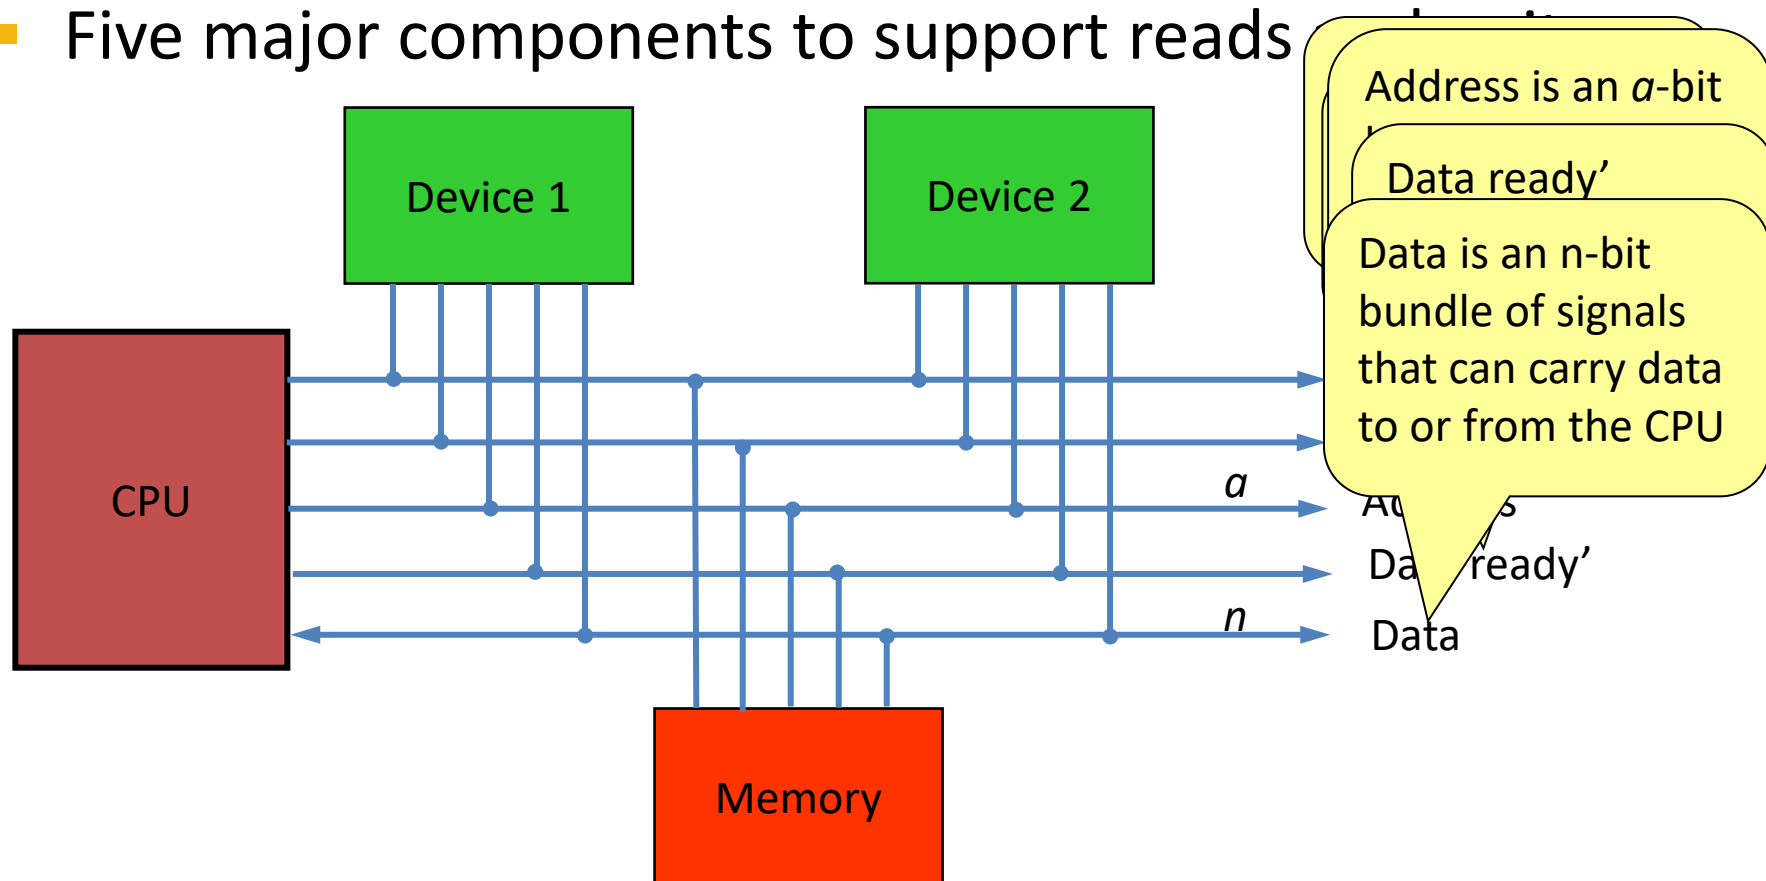 Five major components to support reads
Address is an a-bit
Data ready’
Data is an n-bit
bundle of signals
that can carry data
to or from the CPU
Device 1
Device 2
CPU
a
ready’
n
Data
Memory